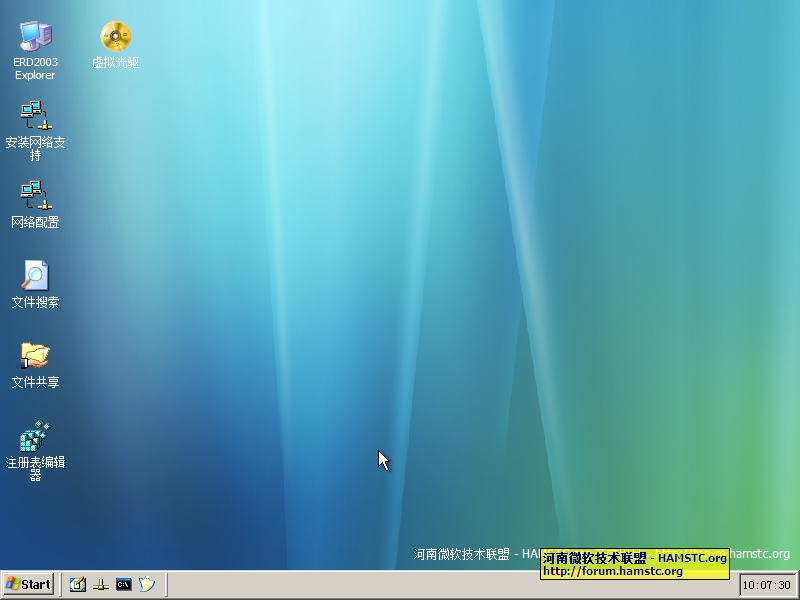 ERD2003
Explorer
虚拟光驱
安装网络支
持
网络配置
文件搜索
文件共享
注册表编辑
器
河南微软技术联盟 - HA
hamstc.org
河南微软技术联盟 - HAMSTC.org
http://forum.hamstc.org
Start
10:07:30